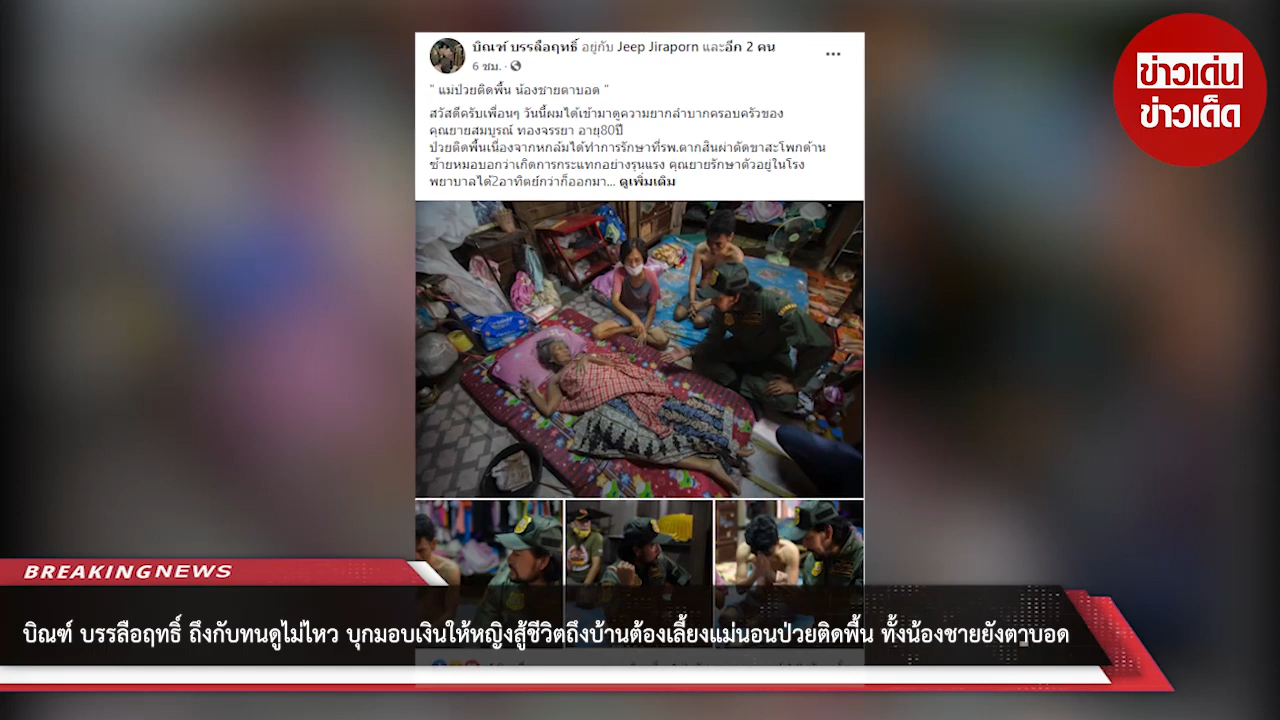 บิณฑ์ บรรลือฤทธิ์ อยู่กับ Jeep Jiraporn และอีก 2 คน
6 ชม.
" แม่ป่วยติดพื้น น้องชายตาบอด "
สวัสดีครับเพื่อนๆ วันนี้ผมได้เข้ามาดูความยากลำบากครอบครัวของ
คุณยายสมบูรณ์ ทองจรรยา อายุ80ปี
ป่วยติดพื้นเนื่องจากหกล้มได้ทำการรักษาที่รพ.ตากสินผ่าตัดขาสะโพกด้าน
ซ้ายหมอบอกว่าเกิดการกระแทกอย่างรุนแรง คุณยายรักษาตัวอยู่ในโรง
พยาบาลได้2อาทิตย์กว่าก็ออกมา... ดูเพิ่มเติม
ข่าวเด่น
ข่าวเด็ด
BREAKING NEWS
บิณฑ์ บรรลือฤทธิ์ ถึงกับทนดูไม่ไหว บุกมอบเงินให้หญิงสู้ชีวิตถึงบ้านต้องเลี้ยงแม่นอนป่วยติดพื้น ทั้งน้องชายยังตาบอด